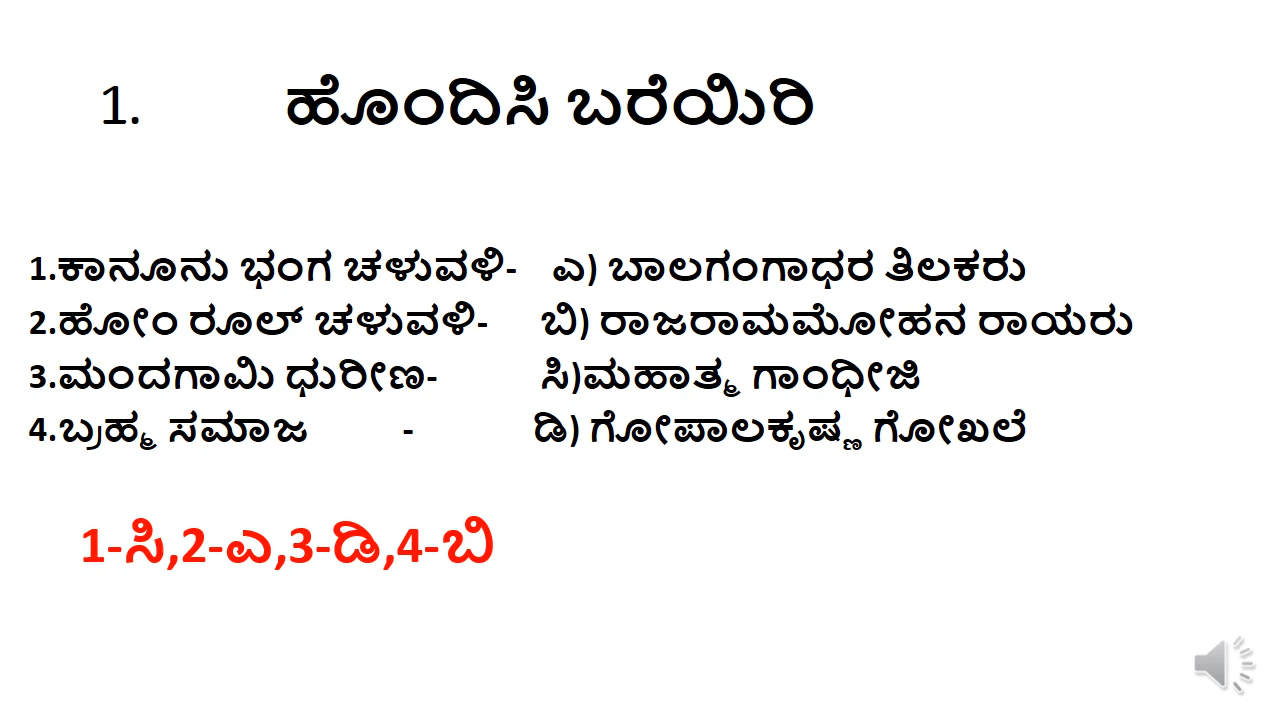 1. ಹೊಂದಿಸಿ ಬರೆಯಿರಿ
1.ಕಾನೂನು ಭಂಗ ಚಳುವಳಿ- ಎ) ಬಾಲಗಂಗಾಧರ ತಿಲಕರು
2.ಹೋಂ ರೂಲ್ ಚಳುವಳಿ- ಬಿ) ರಾಜರಾಮಮೋಹನ ರಾಯರು
3.ಮಂದಗಾಮಿ ಧುರೀಣ- ಸಿ)ಮಹಾತ್ಮ ಗಾಂಧೀಜಿ
4.ಬ್ರಹ್ಮ ಸಮಾಜ - ಡಿ) ಗೋಪಾಲಕೃಷ್ಣ ಗೋಖಲೆ
1-ಸಿ,2-ಎ,3-ಡಿ,4-ಬಿ